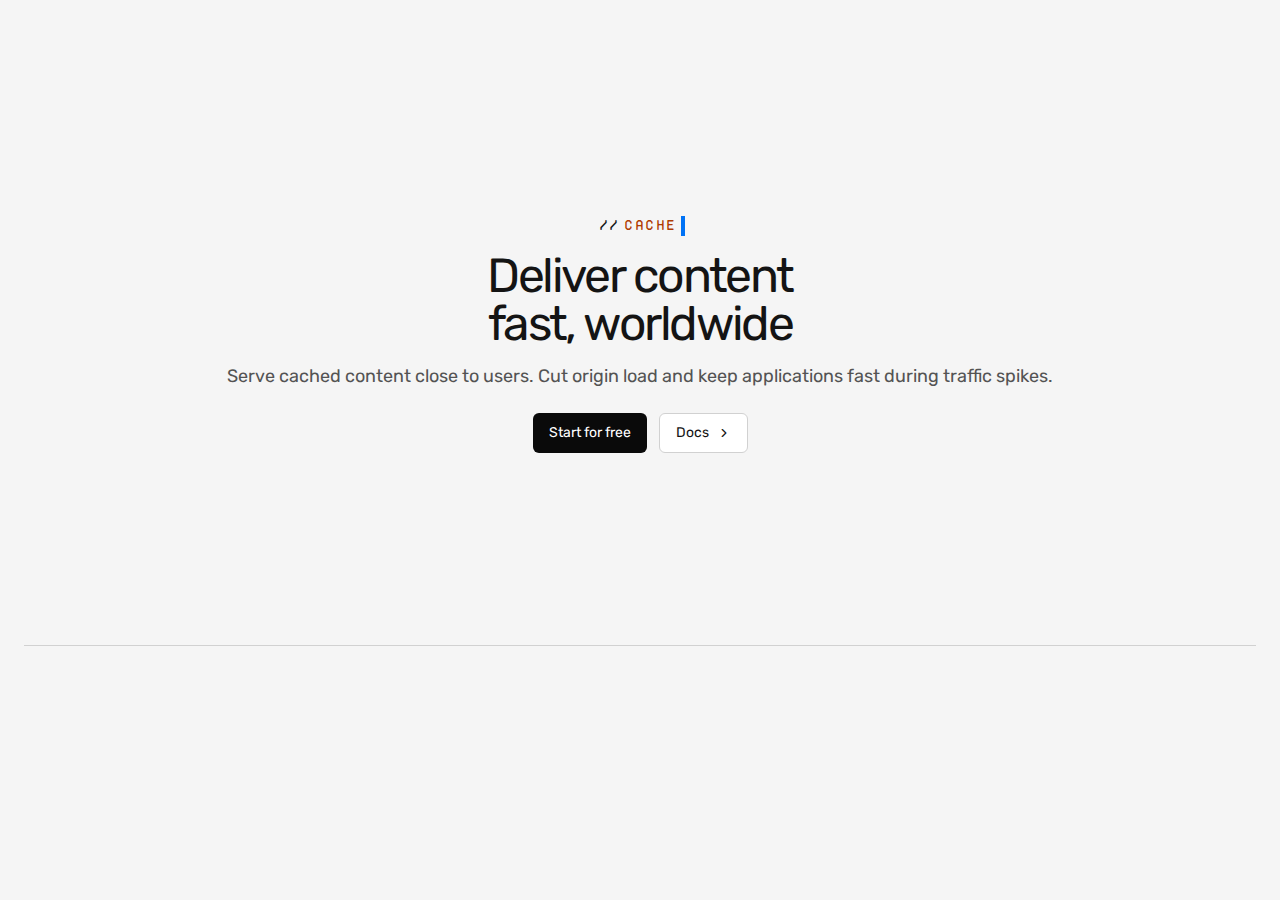 // CACHE
Deliver content
fast, worldwide
Serve cached content close to users. Cut origin load and keep applications fast during traffic spikes.
Start for free
Docs